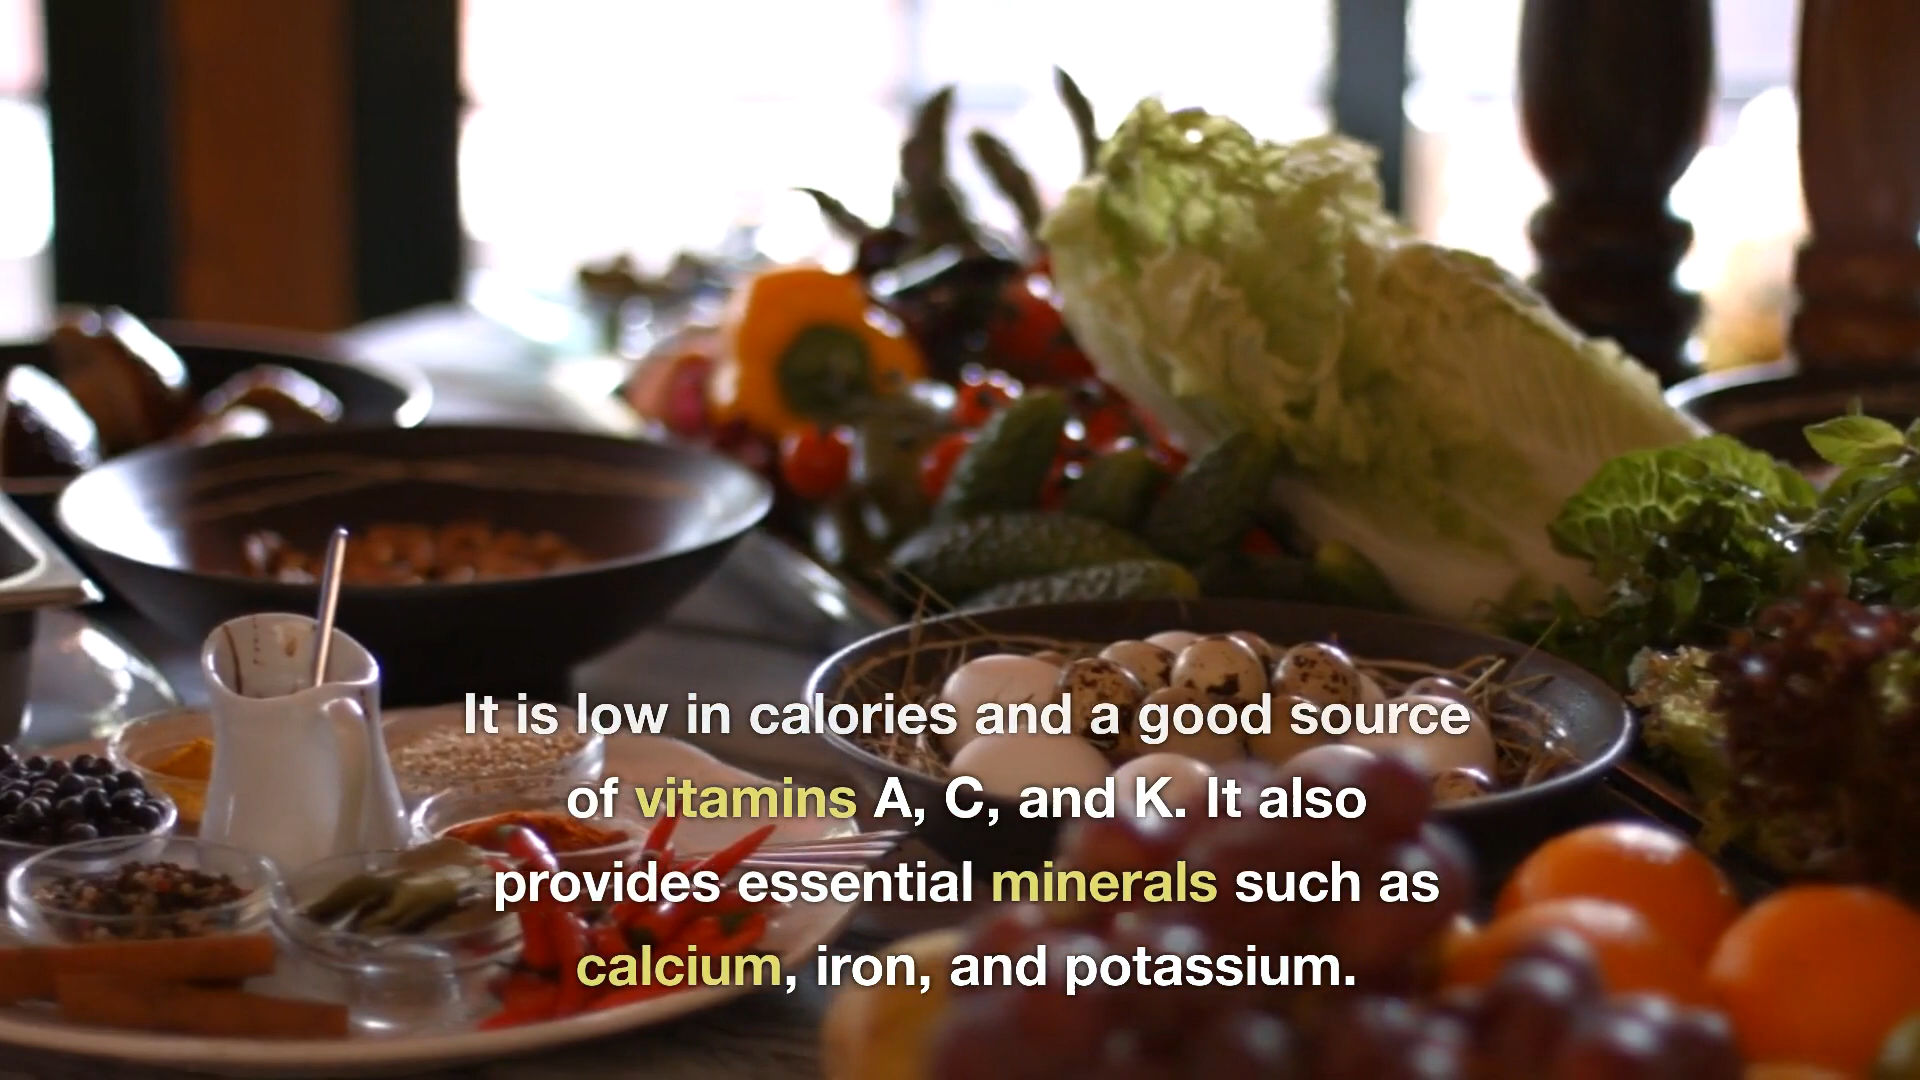 It is low in calories and a good source
of vitamins A, C, and K. It also
provides essential minerals such as
calcium, iron, and potassium.